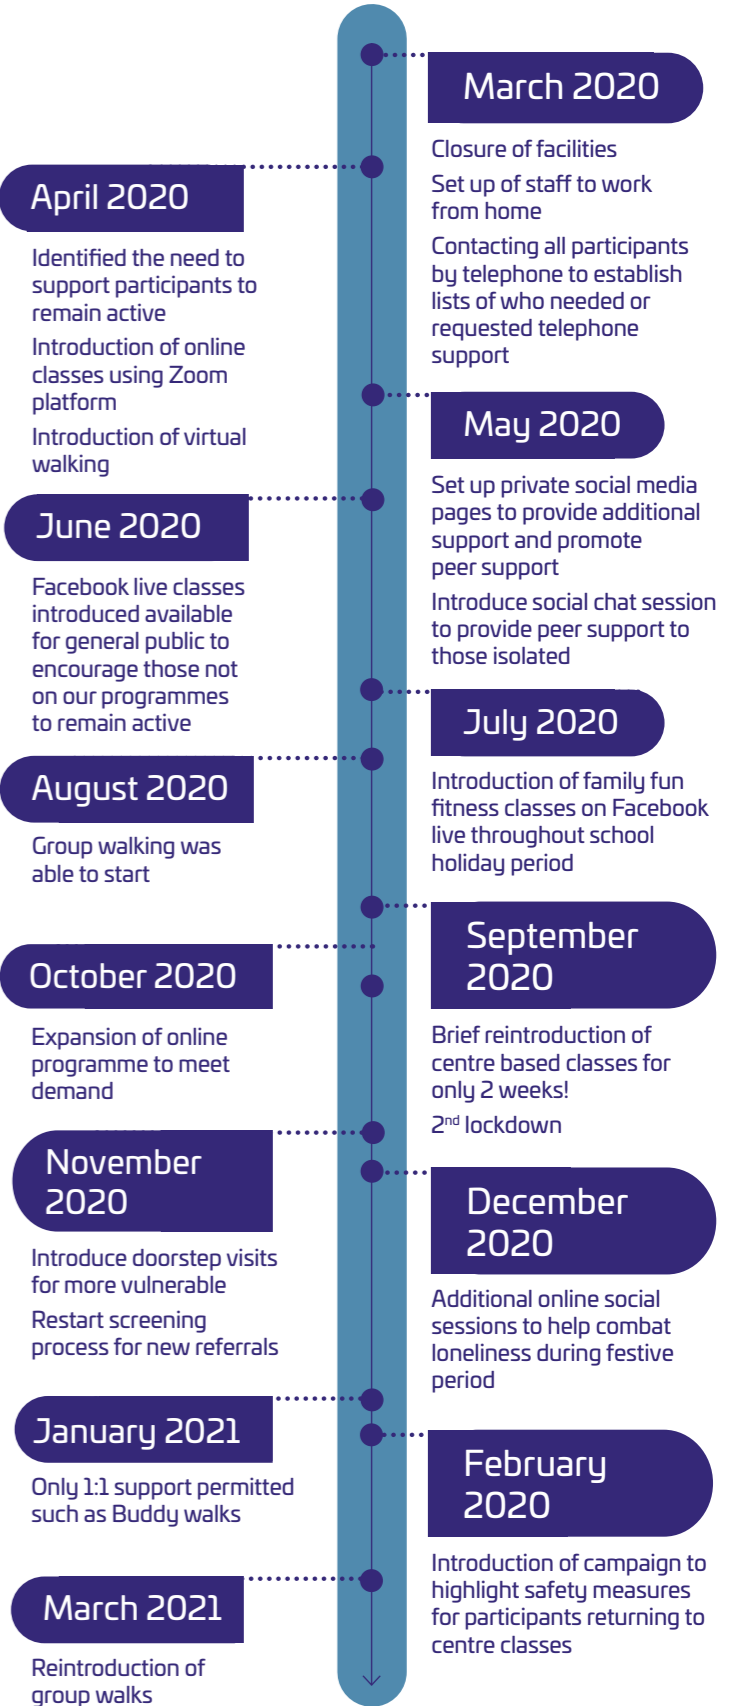 March 2020
Closure of facilities
Set up of staff to work
from home
Contacting all participants
by telephone to establish
lists of who needed or
requested telephone
support
April 2020
Identified the need to
support participants to
remain active
Introduction of online
classes using Zoom
platform
Introduction of virtual
walking
May 2020
Set up private social media
pages to provide additional
support and promote
peer support
Introduce social chat session
to provide peer support to
those isolated
June 2020
Facebook live classes
introduced available
for general public to
encourage those not
on our programmes
to remain active
July 2020
Introduction of family fun
fitness classes on Facebook
live throughout school
holiday period
August 2020
Group walking was
able to start
September
2020
Brief reintroduction of
centre based classes for
only 2 weeks!
2nd lockdown
October 2020
Expansion of online
programme to meet
demand
November
2020
Introduce doorstep visits
for more vulnerable
Restart screening
process for new referrals
December
2020
Additional online social
sessions to help combat
loneliness during festive
period
January 2021
Only 1:1 support permitted
such as Buddy walks
February
2020
Introduction of campaign to
highlight safety measures
for participants returning to
centre classes
March 2021
Reintroduction of
group walks